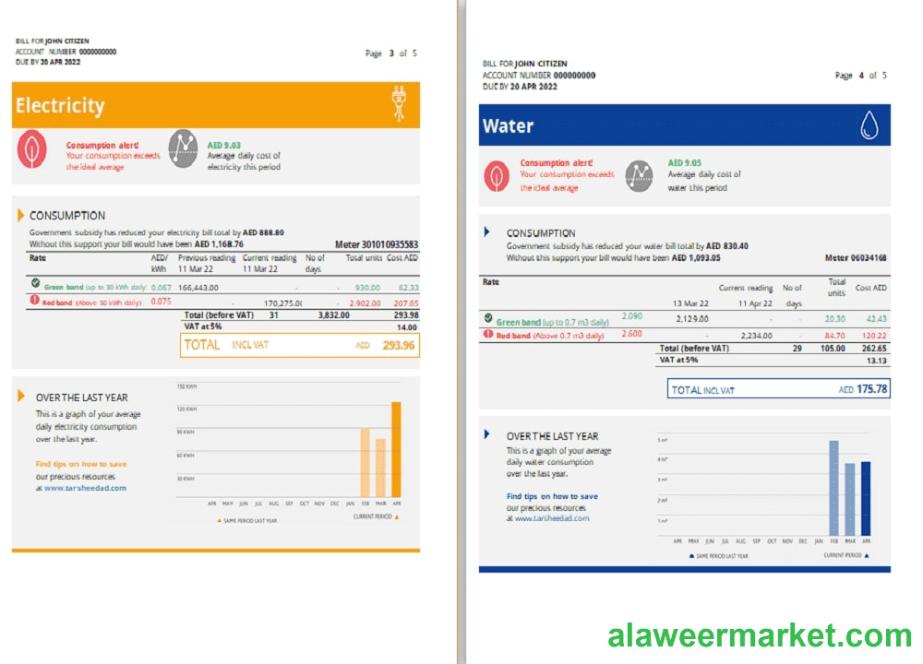 BILL FOR JOHN CITIZEN
ACCOUNT NUMBER 0000000000
DUE BY 20 APR 2022
Page 3 of 5
Electricity
Consumption alert!
Your consumption exceeds
the ideal average
AED 9.03
Average daily cost of
electricity this period
CONSUMPTION
Government subsidy has reduced your electricity bill total by AED 888.80
Without this support your bill would have been AED 1,168.76 Meter 301010935583
Rate AED/ Previous reading Current reading No of Total units Cost AED
kWh 11 Mar 22 11 Mar 22 days
Green band (up to 30 kWh daily) 0.067 166,443.00 - - 930.00 62.33
Red band (Above 30 kWh daily) 0.075 - 170,275.0( - 2,902.00 207.65
Total (before VAT) 31 3,832.00 293.98
VAT at 5% 14.00
TOTAL INCL VAT AED 293.96
OVER THE LAST YEAR
This is a graph of your average
daily electricity consumption
over the last year.
Find tips on how to save
our precious resources
at www.tarsheedad.com
150 KWH
120 KWH
90 KWH
60 KWH
30 KWH
APR MAY JUN JUL AUG SEP OCT NOV DEC JAN FEB MAR APR
SAME PERIOD LAST YEAR CURRENT PERIOD
BILL FOR JOHN CITIZEN
ACCOUNT NUMBER 000000000
DUE BY 20 APR 2022
Page 4 of 5
Water
Consumption alert!
Your consumption exceeds
the ideal average
AED 9.05
Average daily cost of
water this period
CONSUMPTION
Government subsidy has reduced your water bill total by AED 830.40
Without this support your bill would have been AED 1,093.05 Meter 06034168
Rate Current reading No of Total units Cost AED
13 Mar 22 11 Apr 22 days
Green band (up to 0.7 m3 daily) 2.090 2,129.00 - - 20.30 42.43
Red band (Above 0.7 m3 daily) 2.600 - 2,234.00 - 84.70 120.22
Total (before VAT) 29 105.00 262.65
VAT at 5% 13.13
TOTAL INCL VAT AED 175.78
OVER THE LAST YEAR
This is a graph of your average
daily water consumption
over the last year.
Find tips on how to save
our precious resources
at www.tarsheedad.com
5 m³
4 m³
3 m³
2 m³
1 m³
APR MAY JUN JUL AUG SEP OCT NOV DEC JAN FEB MAR APR
SAME PERIOD LAST YEAR CURRENT PERIOD
alaweermarket.com